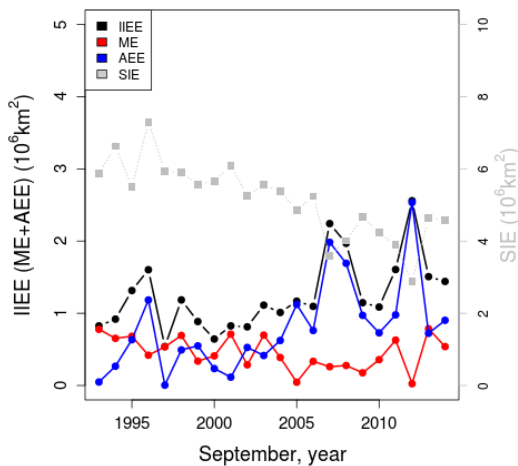 IIEE
ME
AEE
SIE
IIEE (ME+AEE) (10⁶km²)
5
4
3
2
1
0
SIE (10⁶km²)
10
8
6
4
2
0
1995 2000 2005 2010
September, year